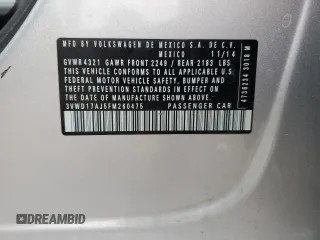 MFD BY VOLKSWAGEN DE MEXICO S.A. DE C.V.
MEXICO 11/14
GVWR 4321 GAWR FRONT 2249 / REAR 2183 LBS
THIS VEHICLE CONFORMS TO ALL APPLICABLE
FEDERAL MOTOR VEHICLE SAFETY, BUMPER AND
THEFT PREVENTION STANDARDS IN EFFECT ON
THE DATE OF MANUFACTURE SHOWN ABOVE.
3VWD17AJ5FM260475 PASSENGER CAR
4736234 3018 M
DREAMBID